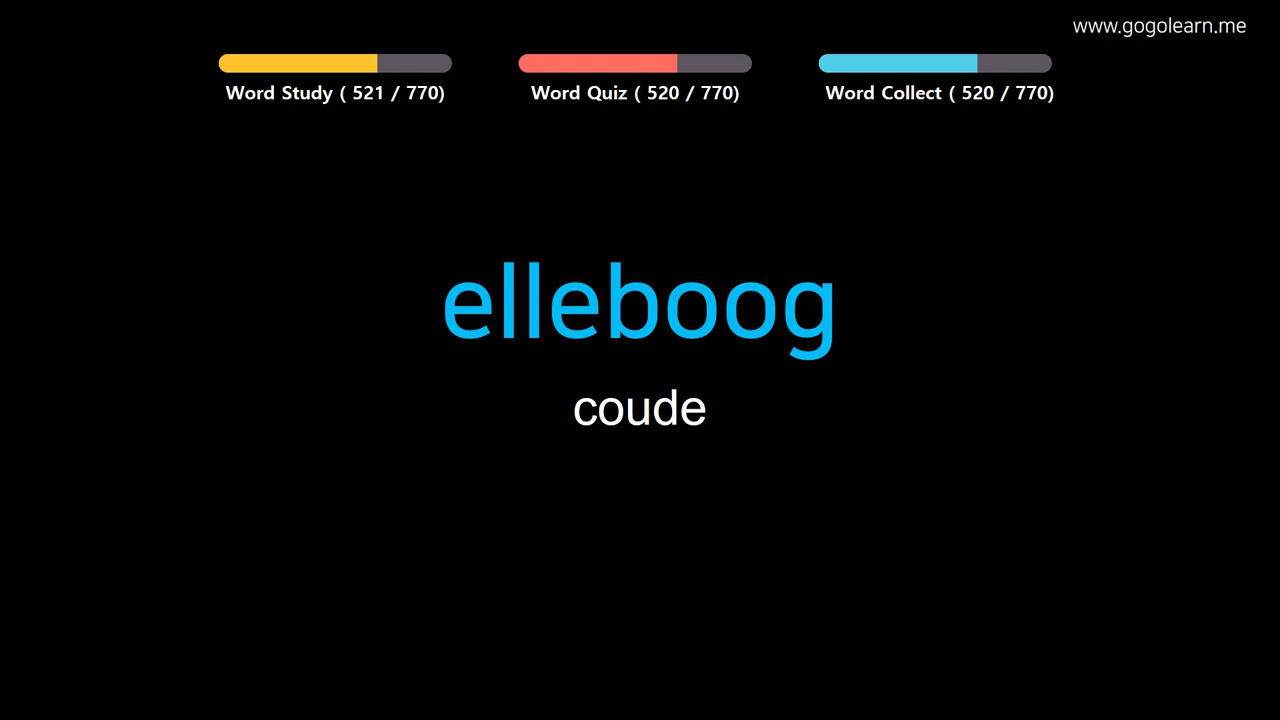 www.gogolearn.me
Word Study ( 521 / 770)
Word Quiz ( 520 / 770)
Word Collect ( 520 / 770)
elleboog
coude